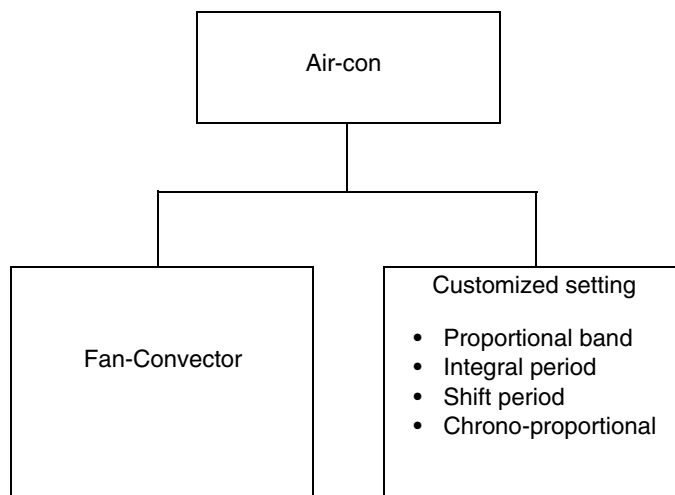 Air-con
Fan-Convector
Customized setting
• Proportional band
• Integral period
• Shift period
• Chrono-proportional